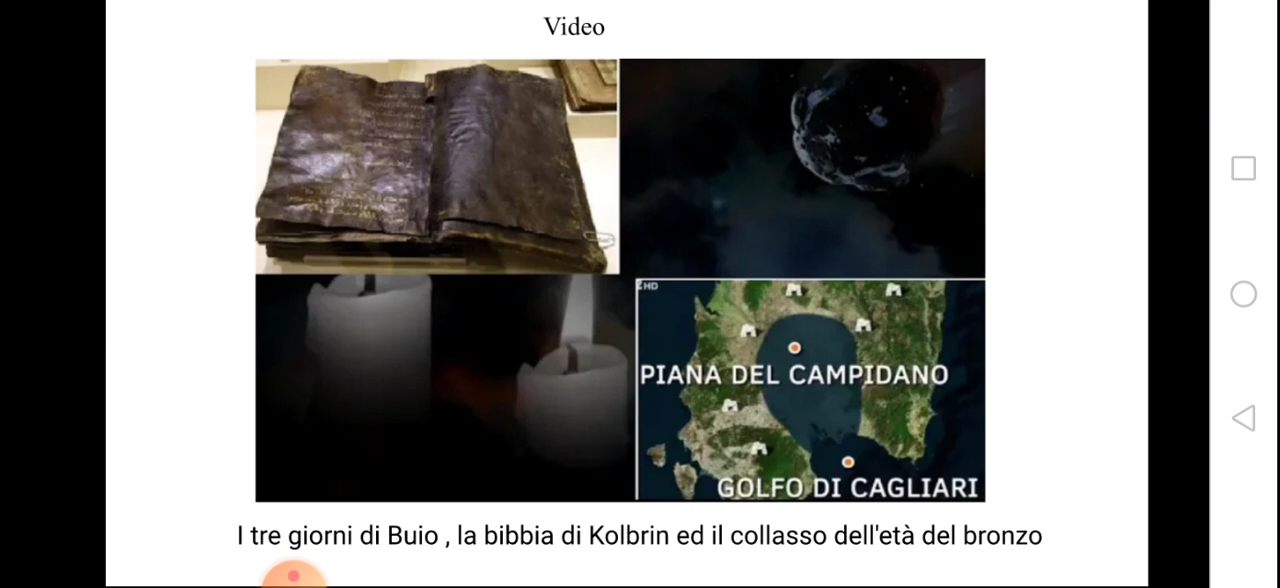 Video
HD
PIANA DEL CAMPIDANO
GOLFO DI CAGLIARI
I tre giorni di Buio , la bibbia di Kolbrin ed il collasso dell'età del bronzo